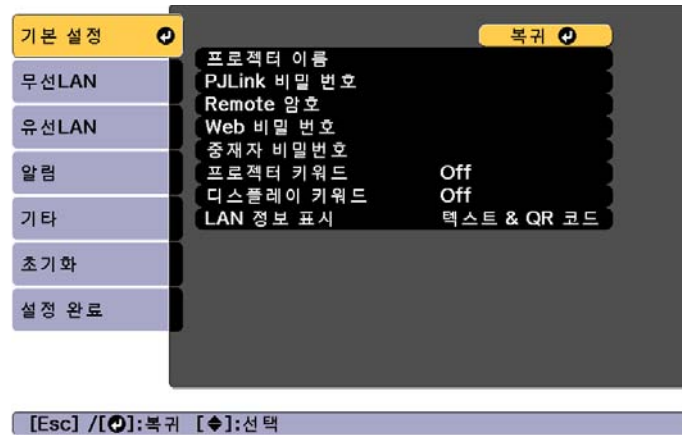 기본 설정
무선LAN
유선LAN
알림
기타
초기화
설정 완료
복귀
프로젝터 이름
PJLink 비밀 번호
Remote 암호
Web 비밀 번호
중재자 비밀번호
프로젝터 키워드 Off
디스플레이 키워드 Off
LAN 정보 표시 텍스트 & QR 코드
[Esc] /[⏎]:복귀 [◆]:선택